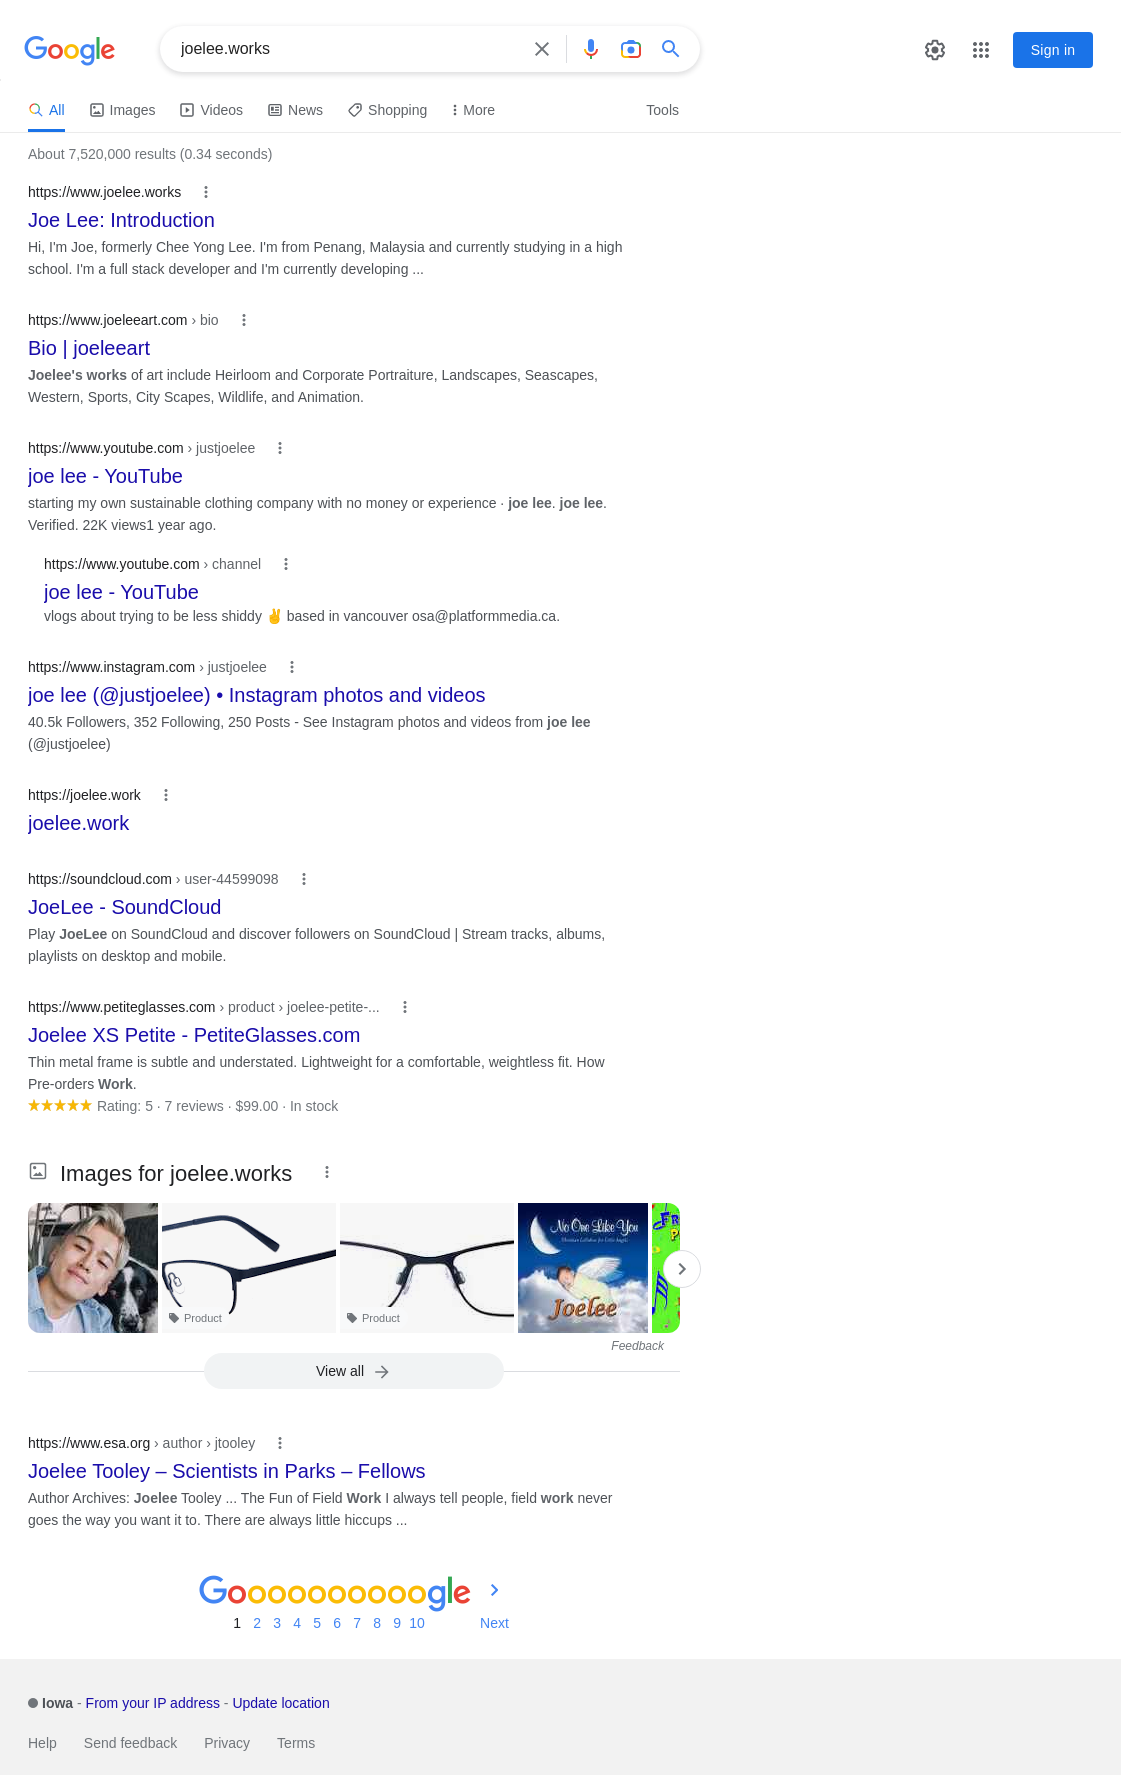 Google
joelee.works
Sign in
All
Images
Videos
News
Shopping
More
Tools
About 7,520,000 results (0.34 seconds)
https://www.joelee.works
Joe Lee: Introduction
Hi, I'm Joe, formerly Chee Yong Lee. I'm from Penang, Malaysia and currently studying in a high
school. I'm a full stack developer and I'm currently developing ...
https://www.joeleeart.com › bio
Bio | joeleeart
Joelee's works of art include Heirloom and Corporate Portraiture, Landscapes, Seascapes,
Western, Sports, City Scapes, Wildlife, and Animation.
https://www.youtube.com › justjoelee
joe lee - YouTube
starting my own sustainable clothing company with no money or experience · joe lee. joe lee.
Verified. 22K views1 year ago.
https://www.youtube.com › channel
joe lee - YouTube
vlogs about trying to be less shiddy ✌️ based in vancouver osa@platformmedia.ca.
https://www.instagram.com › justjoelee
joe lee (@justjoelee) • Instagram photos and videos
40.5k Followers, 352 Following, 250 Posts - See Instagram photos and videos from joe lee
(@justjoelee)
https://joelee.work
joelee.work
https://soundcloud.com › user-44599098
JoeLee - SoundCloud
Play JoeLee on SoundCloud and discover followers on SoundCloud | Stream tracks, albums,
playlists on desktop and mobile.
https://www.petiteglasses.com › product › joelee-petite-...
Joelee XS Petite - PetiteGlasses.com
Thin metal frame is subtle and understated. Lightweight for a comfortable, weightless fit. How
Pre-orders Work.
Rating: 5 · 7 reviews · $99.00 · In stock
Images for joelee.works
Product
Product
No One Like You
Christian Lullabies for Little Angels
Joelee
Feedback
View all
https://www.esa.org › author › jtooley
Joelee Tooley – Scientists in Parks – Fellows
Author Archives: Joelee Tooley ... The Fun of Field Work I always tell people, field work never
goes the way you want it to. There are always little hiccups ...
Goooooooooogle
1 2 3 4 5 6 7 8 9 10 Next
Iowa - From your IP address - Update location
Help
Send feedback
Privacy
Terms